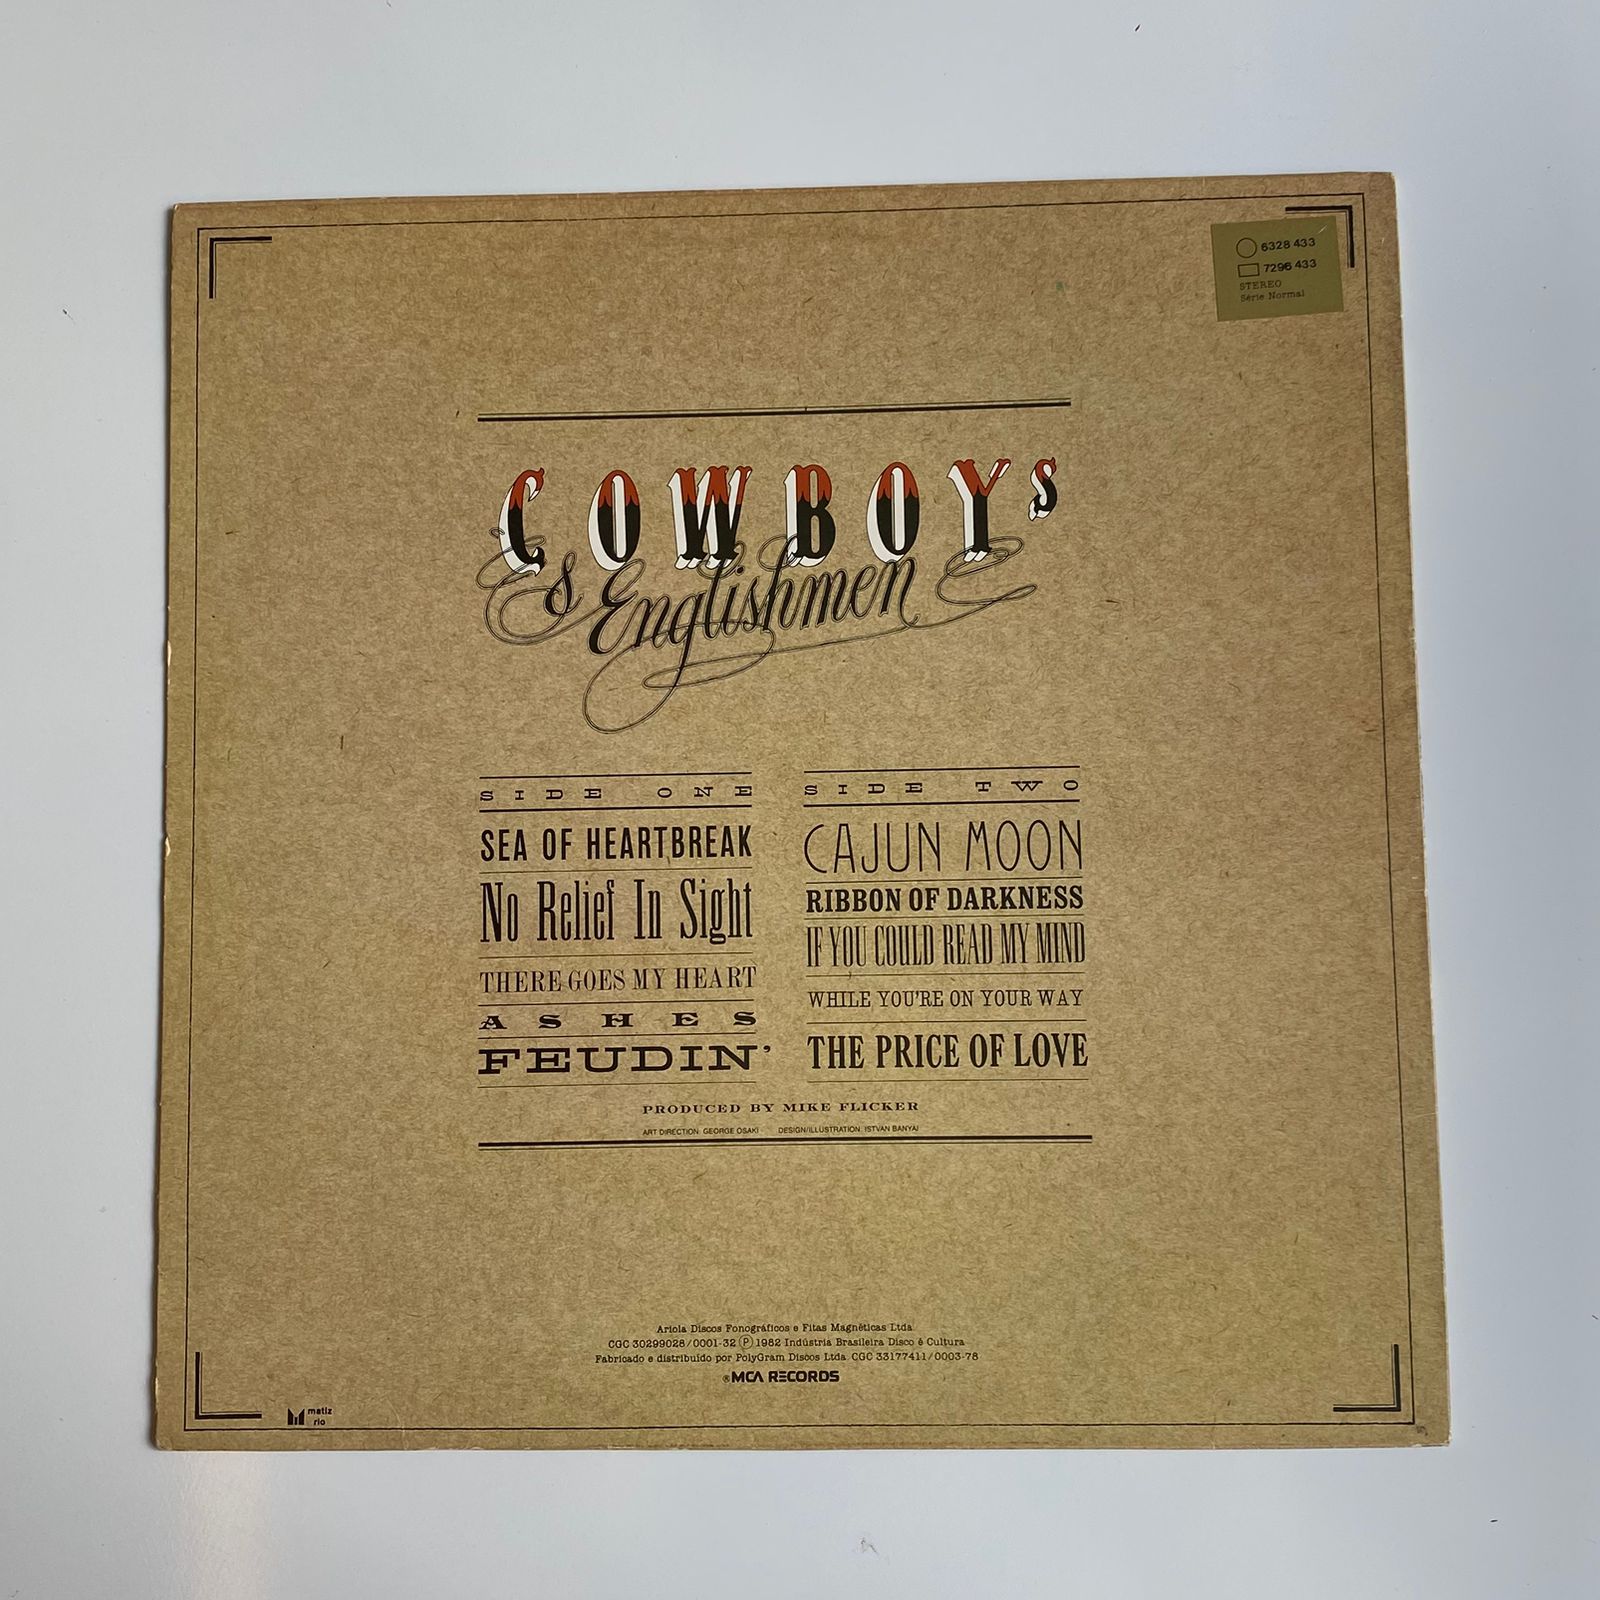 6328 433
7296 433
STEREO
Série Normal
COWBOYS
& Englishmen
SIDE ONE
SEA OF HEARTBREAK
No Relief In Sight
THERE GOES MY HEART
ASHES
FEUDIN'
SIDE TWO
CAJUN MOON
RIBBON OF DARKNESS
IF YOU COULD READ MY MIND
WHILE YOU'RE ON YOUR WAY
THE PRICE OF LOVE
PRODUCED BY MIKE FLICKER
ART DIRECTION: GEORGE OSAKI DESIGN/ILLUSTRATION: ISTVAN BANYAI
Ariola Discos Fonográficos e Fitas Magnéticas Ltda
CGC 30299028/0001-32 Ⓟ 1982 Indústria Brasileira Disco é Cultura
Fabricado e distribuído por PolyGram Discos Ltda. CGC 33177411/0003-78
®MCA RECORDS
matiz
rio